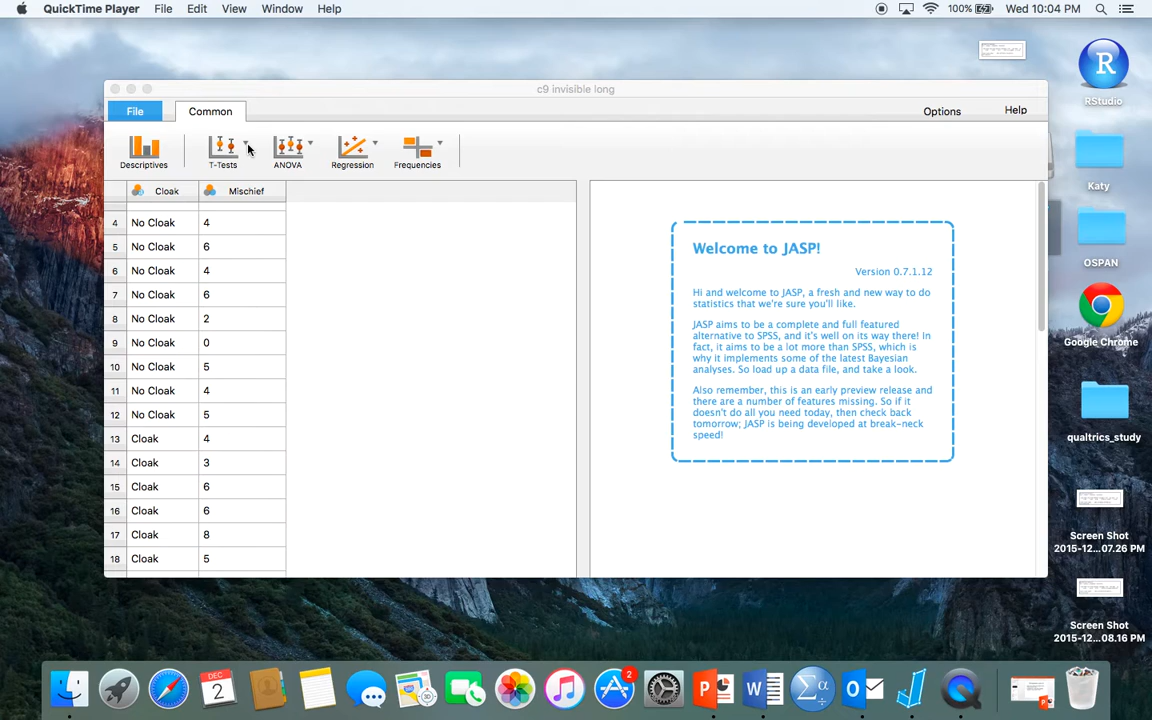 QuickTime Player File Edit View Window Help 100% Wed 10:04 PM
c9 invisible long
File Common Options Help
Descriptives T-Tests ANOVA Regression Frequencies
Cloak Mischief
4 No Cloak 4
5 No Cloak 6
6 No Cloak 4
7 No Cloak 6
8 No Cloak 2
9 No Cloak 0
10 No Cloak 5
11 No Cloak 4
12 No Cloak 5
13 Cloak 4
14 Cloak 3
15 Cloak 6
16 Cloak 6
17 Cloak 8
18 Cloak 5
Welcome to JASP!
Version 0.7.1.12
Hi and welcome to JASP, a fresh and new way to do
statistics that we're sure you'll like.
JASP aims to be a complete and full featured
alternative to SPSS, and it's well on its way there! In
fact, it aims to be a lot more than SPSS, which is
why it implements some of the latest Bayesian
analyses. So load up a data file, and take a look.
Also remember, this is an early preview release and
there are a number of features missing. So if it
doesn't do all you need today, then check back
tomorrow; JASP is being developed at break-neck
speed!
R
RStudio
Katy
OSPAN
Google Chrome
qualtrics_study
Screen Shot
2015-12...07.26 PM
Screen Shot
2015-12...08.16 PM
DEC
2
2